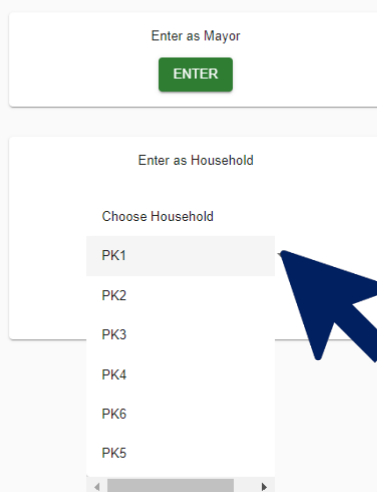 Enter as Mayor
ENTER
Enter as Household
Choose Household
PK1
PK2
PK3
PK4
PK6
PK5